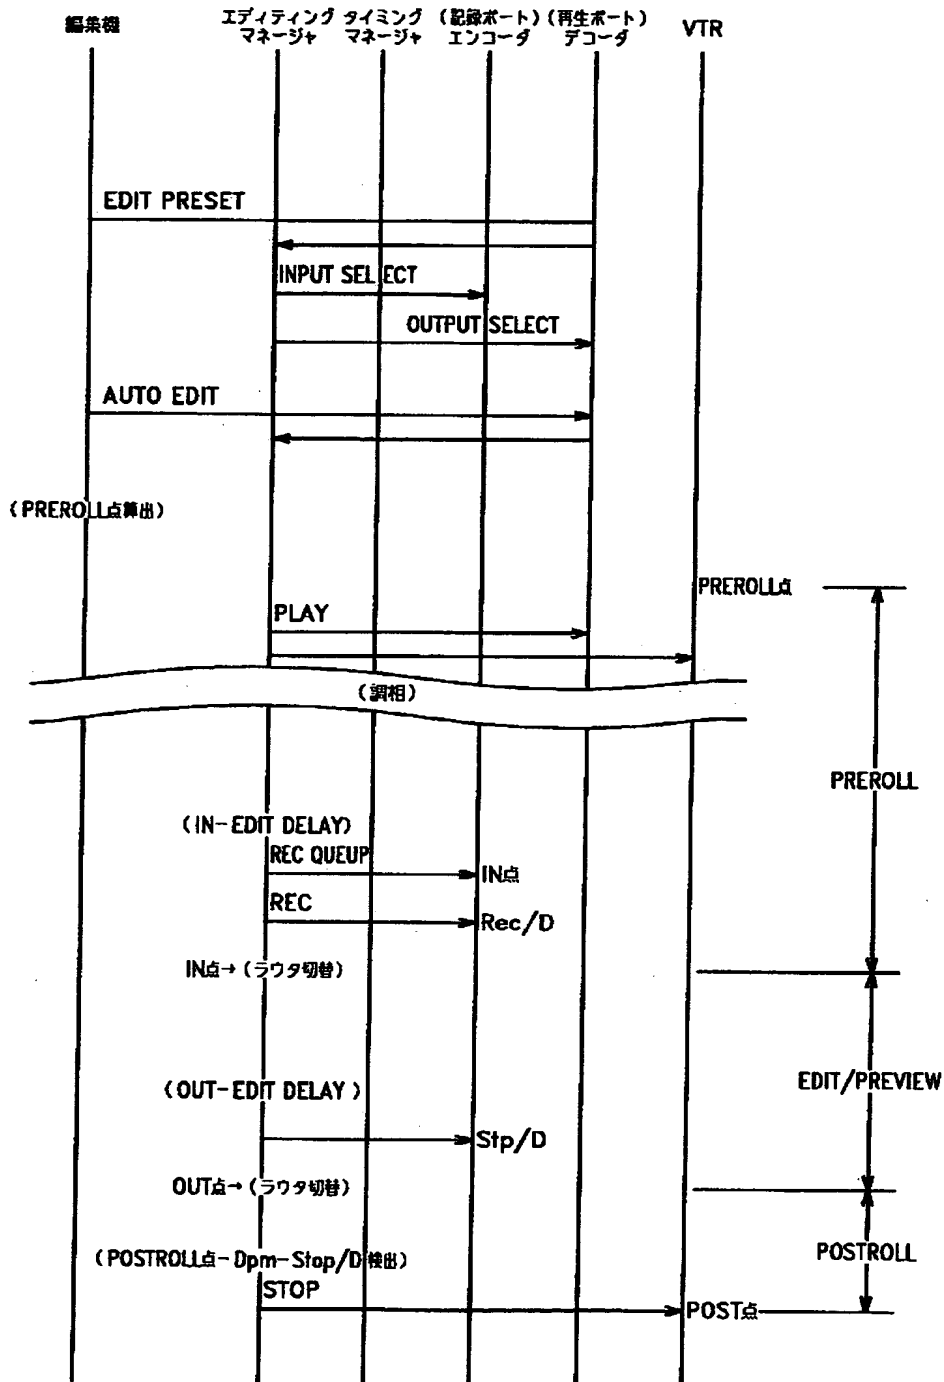 編集機
エディティング
マネージャ
タイミング
マネージャ
(記録ポート)
エンコーダ
(再生ポート)
デコーダ
VTR
EDIT PRESET
INPUT SELECT
OUTPUT SELECT
AUTO EDIT
(PREROLL点算出)
PREROLL点
PLAY
(調相)
PREROLL
(IN-EDIT DELAY)
REC QUEUP
IN点
REC
Rec/D
IN点→(ラウタ切替)
EDIT/PREVIEW
(OUT-EDIT DELAY)
Stp/D
OUT点→(ラウタ切替)
POSTROLL
(POSTROLL点-Dpm-Stop/D検出)
STOP
POST点